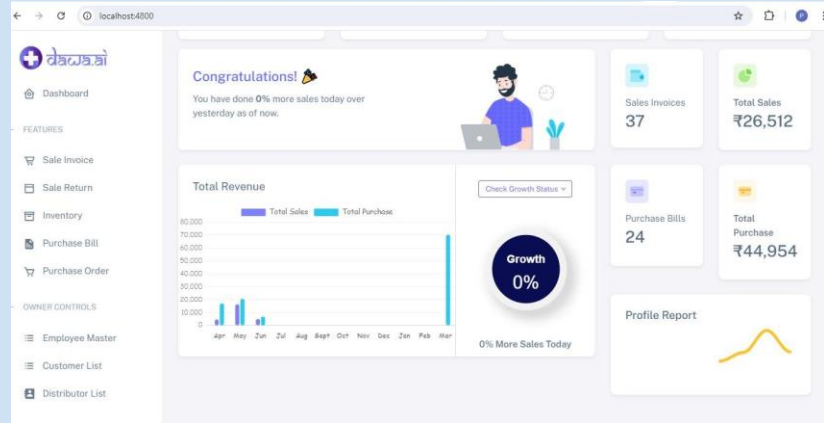 localhost:4800
P
दawa.ai
Dashboard
FEATURES
Sale Invoice
Sale Return
Inventory
Purchase Bill
Purchase Order
OWNER CONTROLS
Employee Master
Customer List
Distributor List
Congratulations!
You have done 0% more sales today over
yesterday as of now.
Sales Invoices
37
Total Sales
₹26,512
Total Revenue
Total Sales Total Purchase
80,000
70,000
60,000
50,000
40,000
30,000
20,000
10,000
0
Apr May Jun Jul Aug Sept Oct Nov Dec Jan Feb Mar
Check Growth Status
Growth
0%
0% More Sales Today
Purchase Bills
24
Total
Purchase
₹44,954
Profile Report